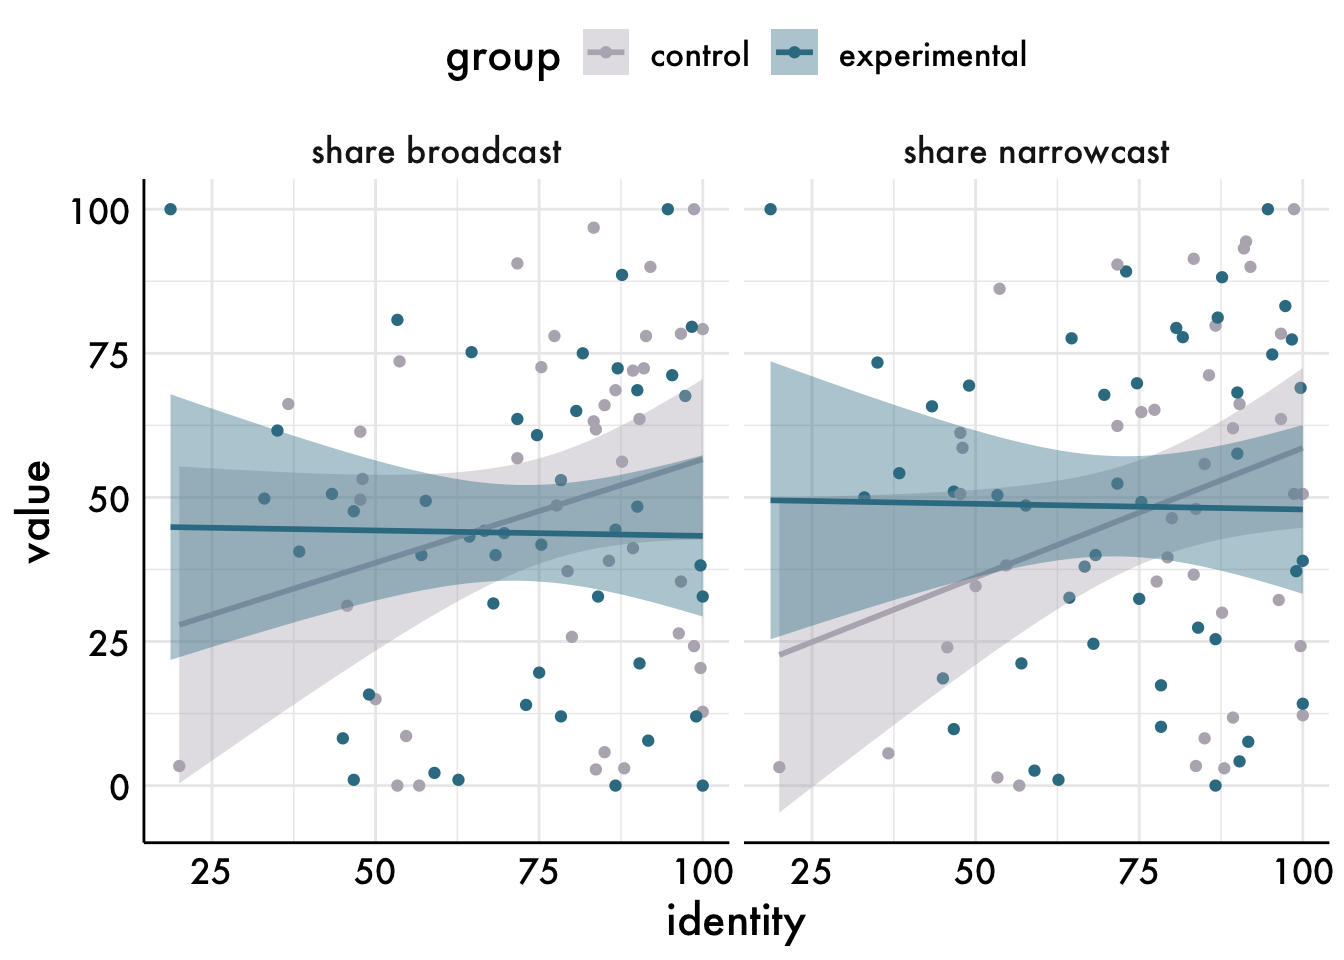 group control experimental
share broadcast share narrowcast
100
75
50
25
0
value
25 50 75 100 25 50 75 100
identity